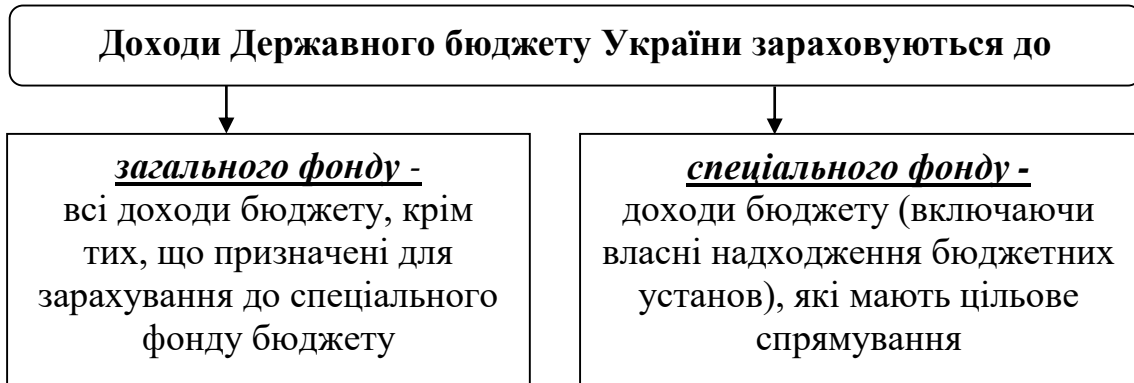 Доходи Державного бюджету України зараховуються до
загального фонду -
всі доходи бюджету, крім
тих, що призначені для
зарахування до спеціального
фонду бюджету
спеціального фонду -
доходи бюджету (включаючи
власні надходження бюджетних
установ), які мають цільове
спрямування